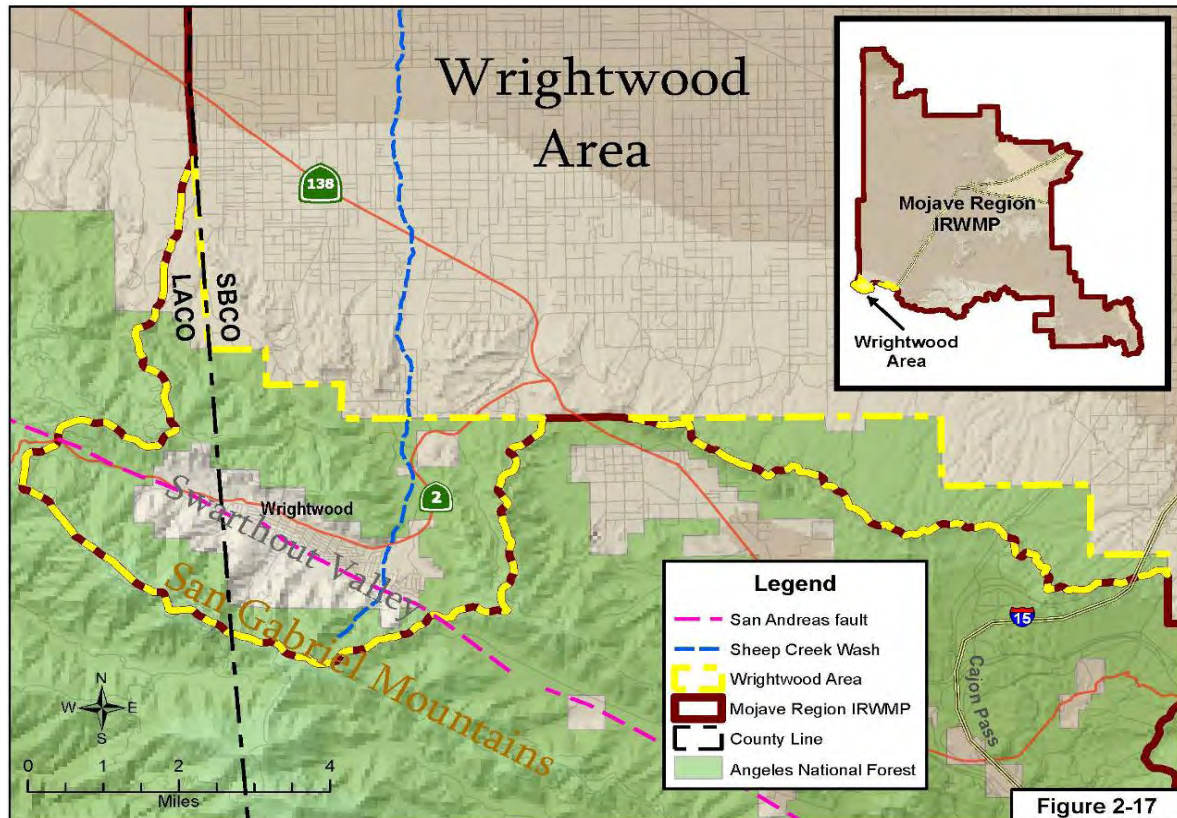 Wrightwood
Area
138
LACO
SBCO
2
Wrightwood
Swarthout Valley
San Gabriel Mountains
N
W E
S
0 2 4
Miles
Mojave Region
IRWMP
Wrightwood
Area
15
Cajon Pass
Legend
San Andreas fault
Sheep Creek Wash
Wrightwood Area
Mojave Region IRWMP
County Line
Angeles National Forest
Figure 2-17